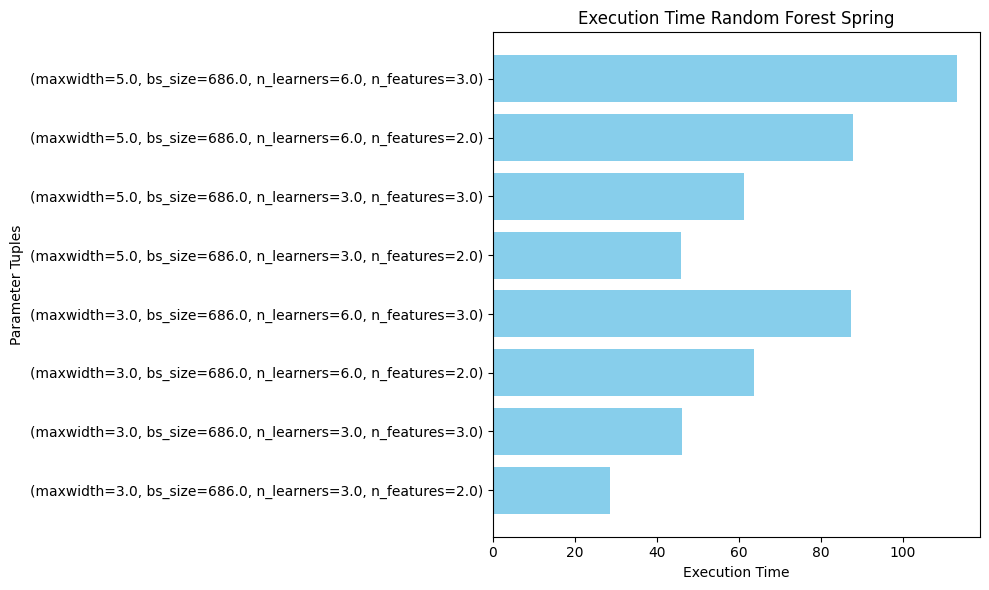 Execution Time Random Forest Spring
Parameter Tuples
(maxwidth=5.0, bs_size=686.0, n_learners=6.0, n_features=3.0)
(maxwidth=5.0, bs_size=686.0, n_learners=6.0, n_features=2.0)
(maxwidth=5.0, bs_size=686.0, n_learners=3.0, n_features=3.0)
(maxwidth=5.0, bs_size=686.0, n_learners=3.0, n_features=2.0)
(maxwidth=3.0, bs_size=686.0, n_learners=6.0, n_features=3.0)
(maxwidth=3.0, bs_size=686.0, n_learners=6.0, n_features=2.0)
(maxwidth=3.0, bs_size=686.0, n_learners=3.0, n_features=3.0)
(maxwidth=3.0, bs_size=686.0, n_learners=3.0, n_features=2.0)
0 20 40 60 80 100
Execution Time